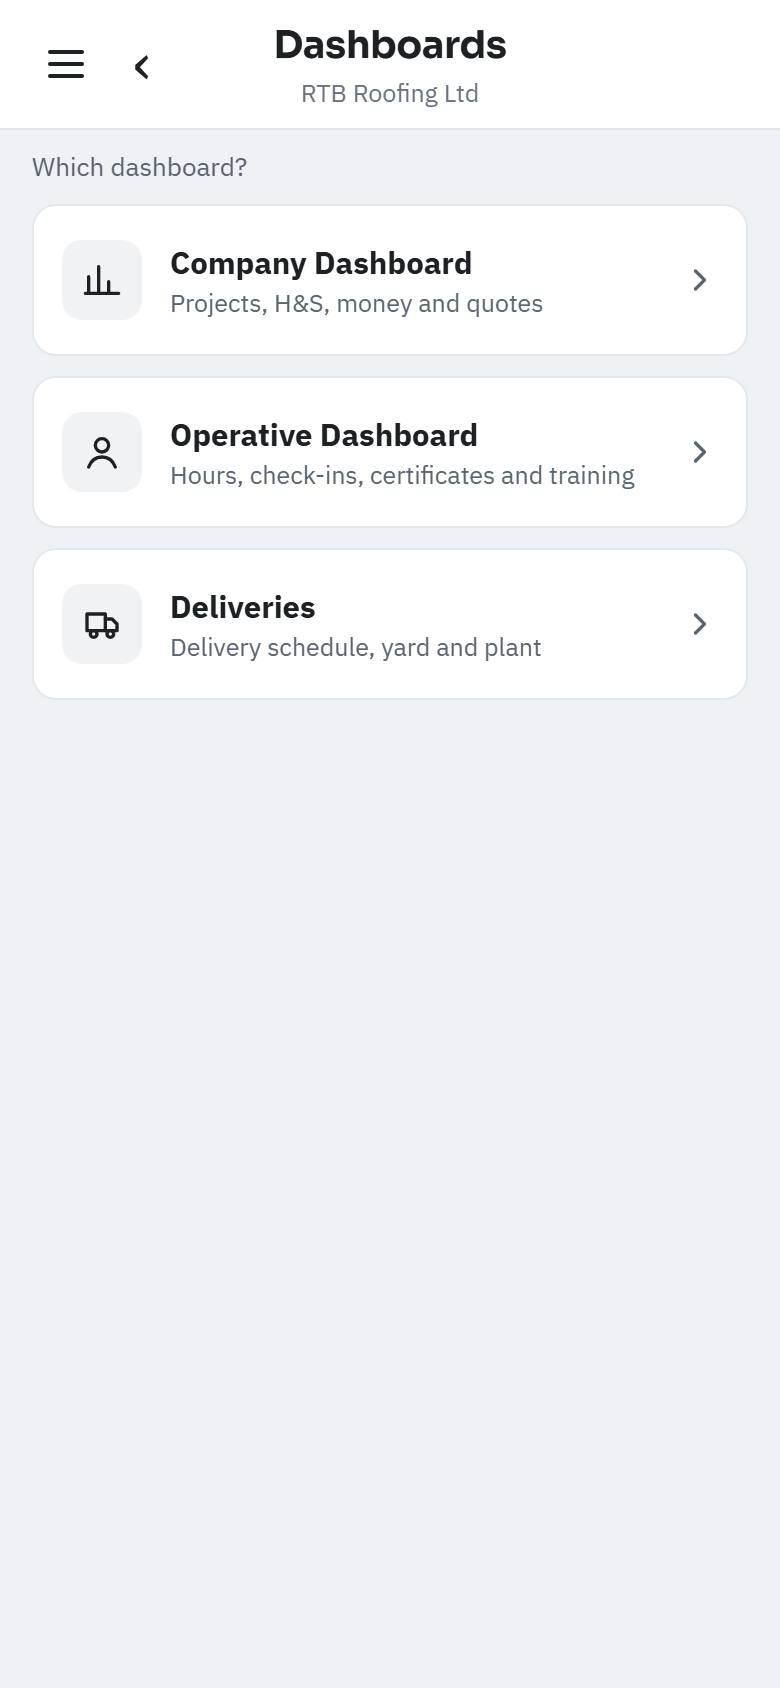 Dashboards
RTB Roofing Ltd
Which dashboard?
Company Dashboard
Projects, H&S, money and quotes
Operative Dashboard
Hours, check-ins, certificates and training
Deliveries
Delivery schedule, yard and plant